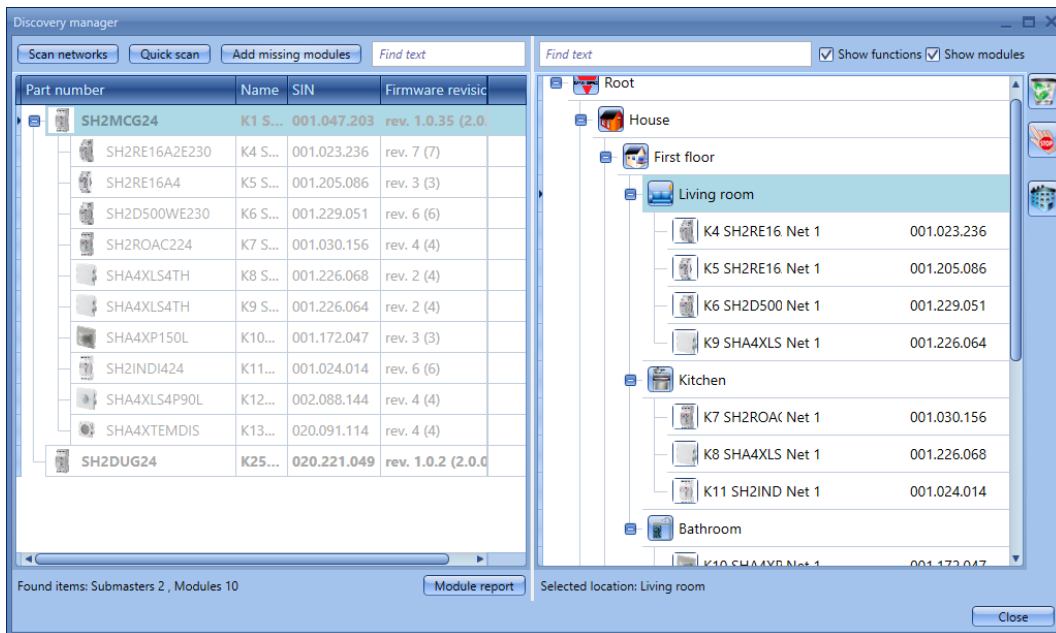 Discovery manager
Scan networks Quick scan Add missing modules Find text
Part number Name SIN Firmware revisic
SH2MCG24 K1 S... 001.047.203 rev. 1.0.35 (2.0.
SH2RE16A2E230 K4 S... 001.023.236 rev. 7 (7)
SH2RE16A4 K5 S... 001.205.086 rev. 3 (3)
SH2D500WE230 K6 S... 001.229.051 rev. 6 (6)
SH2ROAC224 K7 S... 001.030.156 rev. 4 (4)
SHA4XLS4TH K8 S... 001.226.068 rev. 2 (4)
SHA4XLS4TH K9 S... 001.226.064 rev. 2 (4)
SHA4XP150L K10... 001.172.047 rev. 3 (3)
SH2INDI424 K11... 001.024.014 rev. 6 (6)
SHA4XLS4P90L K12... 002.088.144 rev. 4 (4)
SHA4XTEMDIS K13... 020.091.114 rev. 4 (4)
SH2DUG24 K25... 020.221.049 rev. 1.0.2 (2.0.0
Found items: Submasters 2 , Modules 10 Module report
Find text Show functions Show modules
Root
House
First floor
Living room
K4 SH2RE16 Net 1 001.023.236
K5 SH2RE16 Net 1 001.205.086
K6 SH2D500 Net 1 001.229.051
K9 SHA4XLS Net 1 001.226.064
Kitchen
K7 SH2ROA( Net 1 001.030.156
K8 SHA4XLS Net 1 001.226.068
K11 SH2IND Net 1 001.024.014
Bathroom
K10 SHA4XP Net 1 001.172.047
Selected location: Living room
STOP
Close